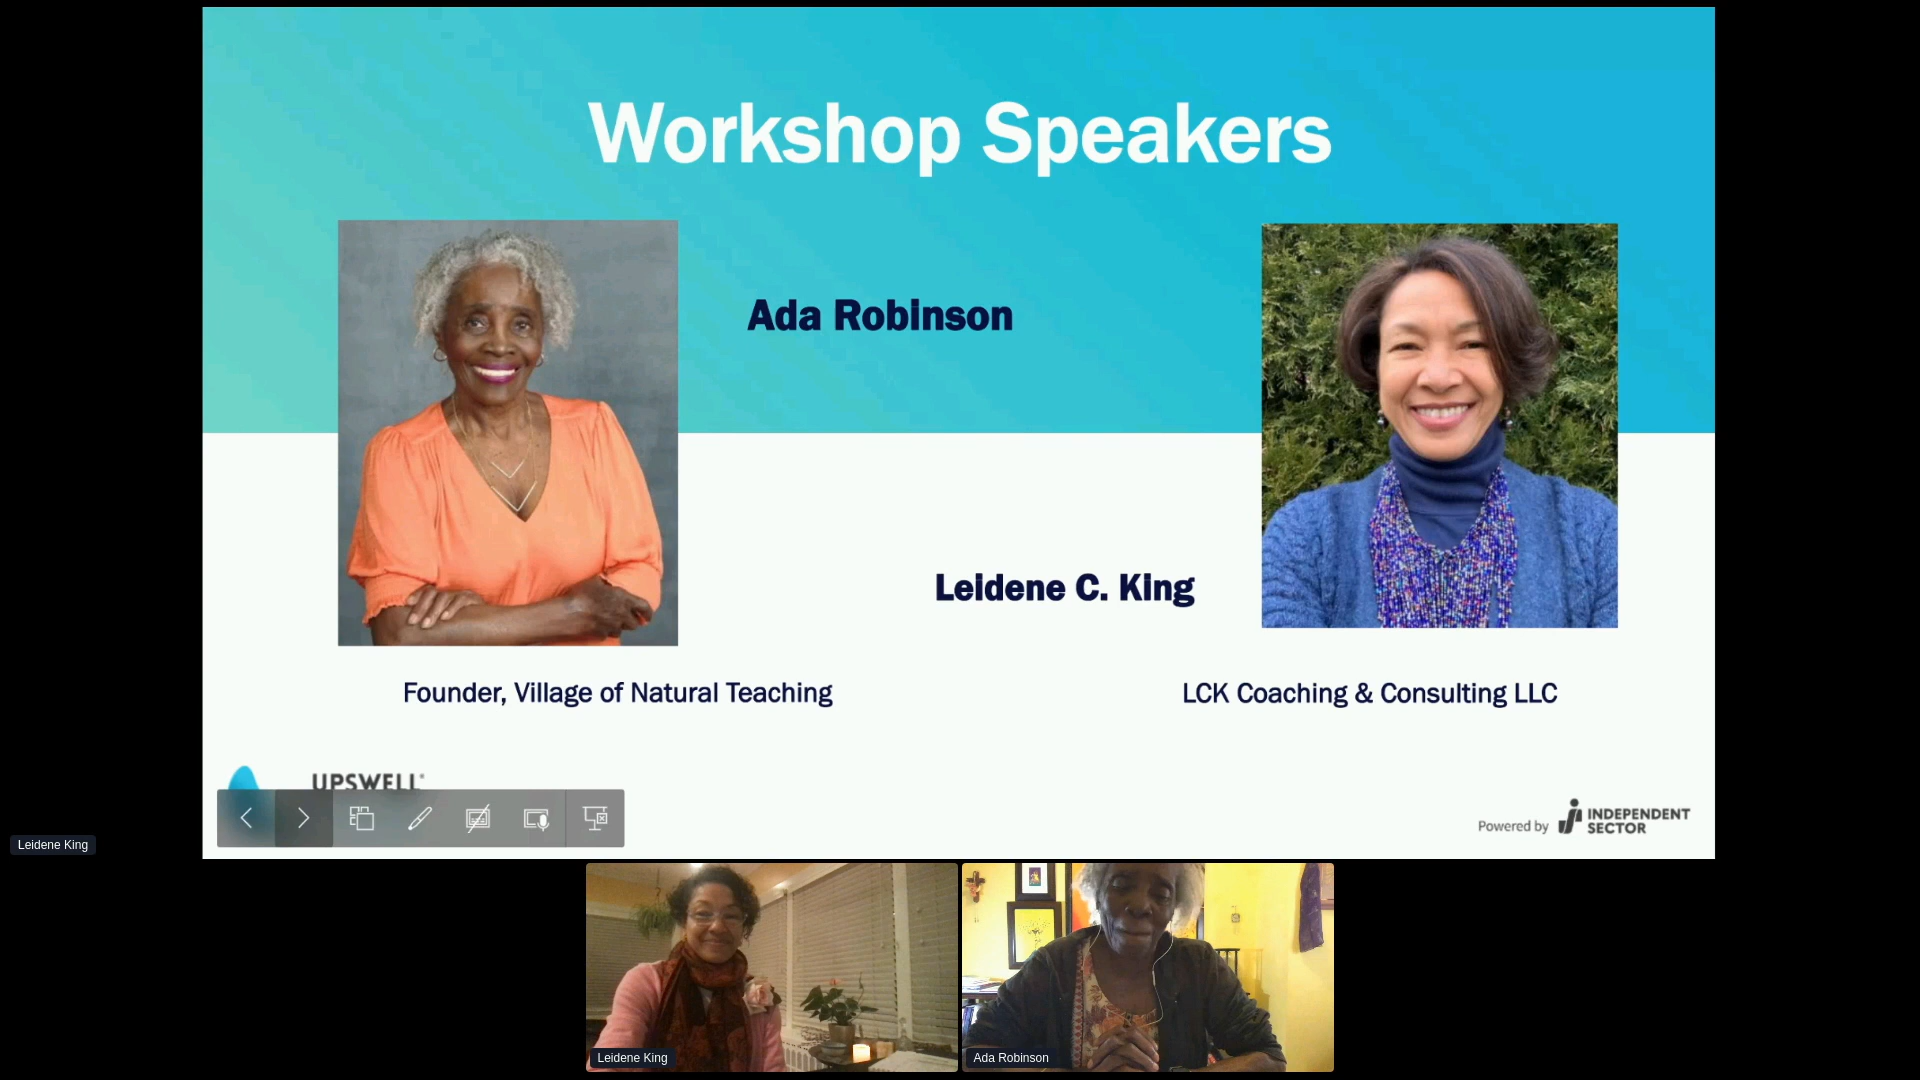 Workshop Speakers
Ada Robinson
Leidene C. King
Founder, Village of Natural Teaching
LCK Coaching & Consulting LLC
UPSWELL
Powered by
INDEPENDENT
SECTOR
Leidene King
Leidene King
Ada Robinson